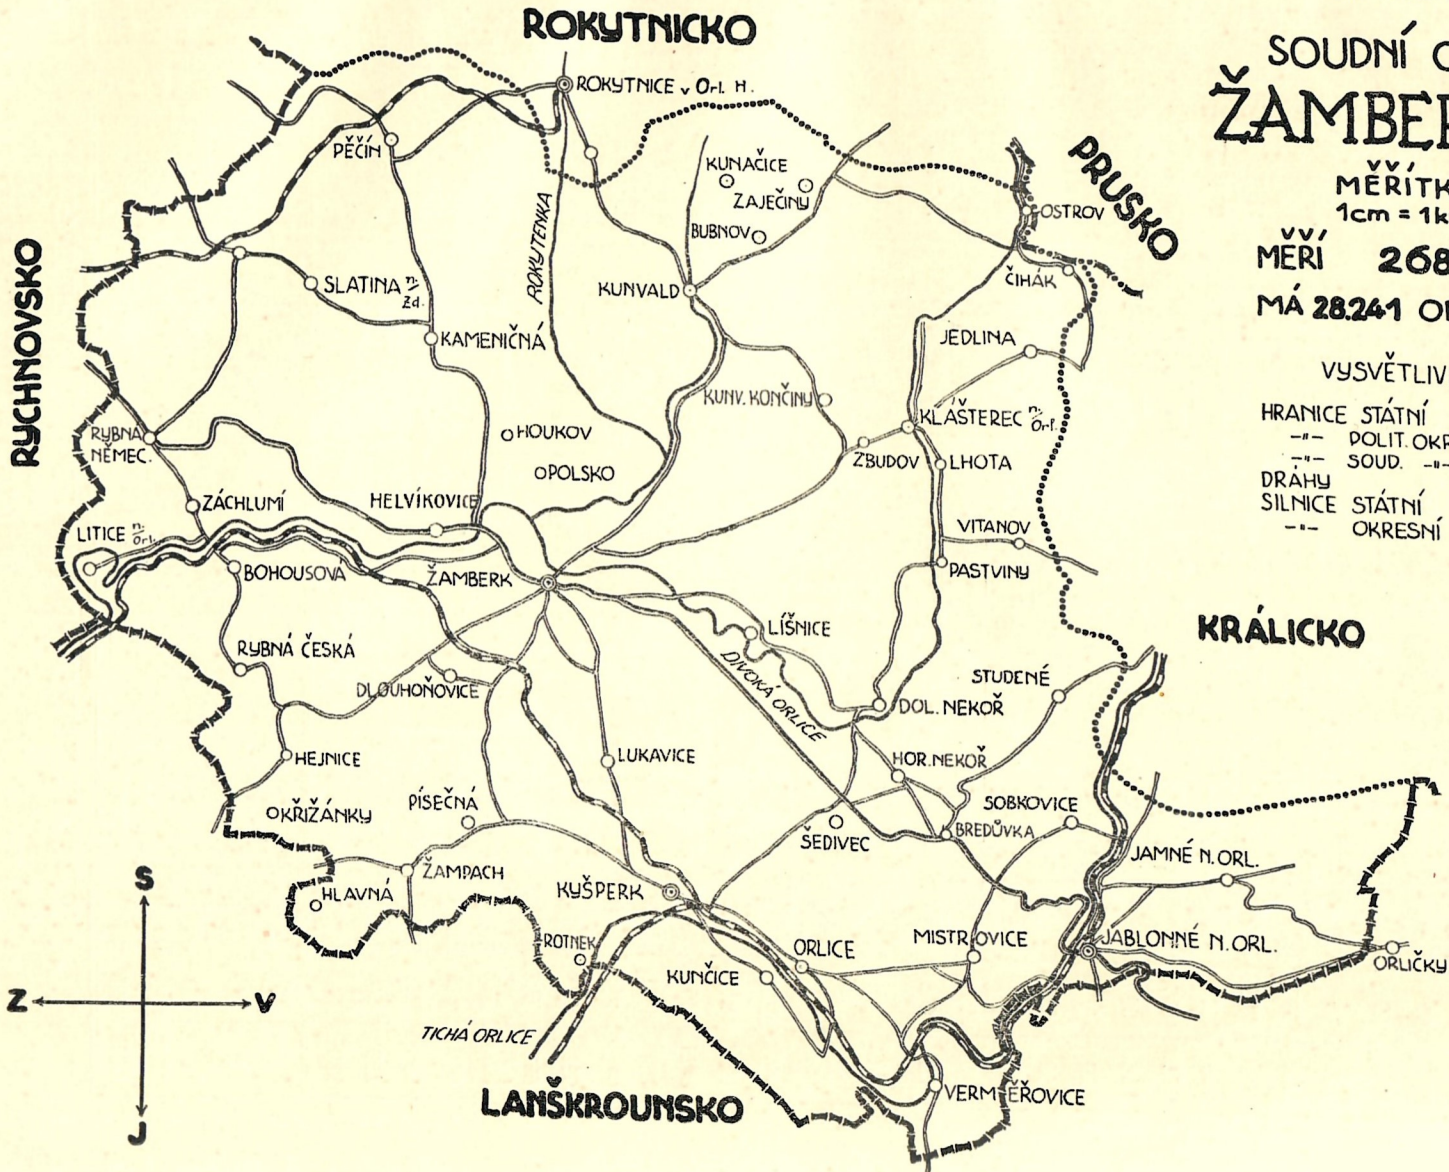 ROKYTNICKO
SOUDNÍ O
ŽAMBE
MĚŘÍTK
1cm = 1k
MĚŘÍ 268
MÁ 28.241 O
VYSVĚTLIV
HRANICE STÁTNÍ
-"- POLIT. OKR
-"- SOUD. -"-
DRÁHY
SILNICE STÁTNÍ
-"- OKRESNÍ
PRUSKO
RYCHNOVSKO
KRÁLICKO
LANŠKROUNSKO
ROKYTNICE v Orl. H.
PĚČÍN
KUNAČICE
ZAJEČINY
BUBNOV
OSTROV
ČIHÁK
ROKYTENKA
SLATINA n/Zd.
KUNVALD
KAMENIČNÁ
JEDLINA
KUNV. KONČINY
KLÁŠTEREC n/Orl.
RYBNÁ
NĚMEC.
HOUKOV
POLSKO
ZBUDOV
LHOTA
ZÁCHLUMÍ
HELVÍKOVICE
VITANOV
LITICE n/Orl.
BOHOUSOVÁ
ŽAMBERK
PASTVINY
LÍŠNICE
RYBNÁ ČESKÁ
DLOUHOŇOVICE
DIVOKÁ ORLICE
STUDENÉ
DOL. NEKOŘ
HEJNICE
LUKAVICE
HOR. NEKOŘ
KŘIŽÁNKY
PÍSEČNÁ
SOBKOVICE
ŠEDIVEC
BREDŮVKA
ŽAMPACH
JAMNÉ N. ORL.
HLAVNÁ
KYŠPERK
ROTNEK
ORLICE
MISTROVICE
JABLONNÉ N. ORL.
ORLIČKY
KUNČICE
TICHÁ ORLICE
VERMĚŘOVICE
S
Z
V
J